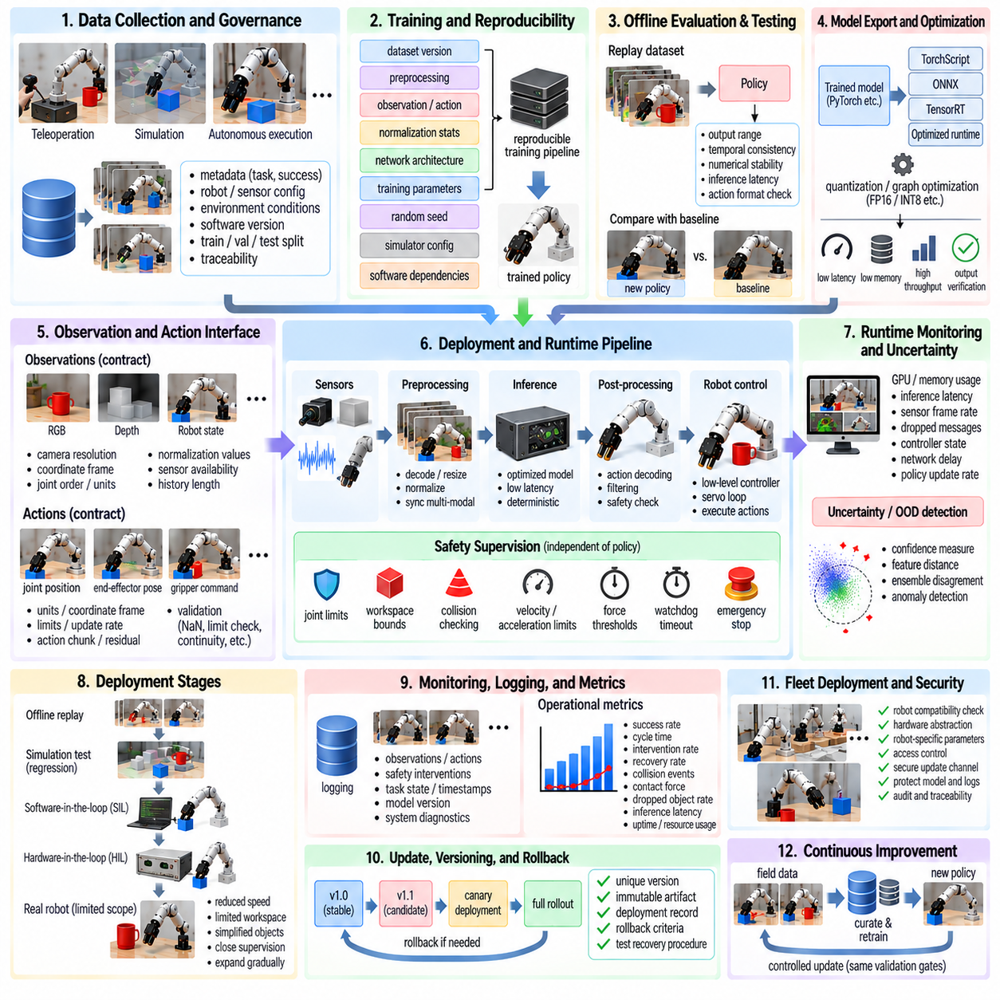 1. Data Collection and Governance
Teleoperation
Simulation
Autonomous execution
• metadata (task, success)
• robot / sensor config
• environment conditions
• software version
• train / val / test split
• traceability
2. Training and Reproducibility
dataset version
preprocessing
observation / action
normalization stats
network architecture
training parameters
random seed
simulator config
software dependencies
reproducible
training pipeline
trained policy
3. Offline Evaluation & Testing
Replay dataset
Policy
• output range
• temporal consistency
• numerical stability
• inference latency
• action format check
Compare with baseline
vs.
new policy
baseline
4. Model Export and Optimization
Trained model
(PyTorch etc.)
TorchScript
ONNX
TensorRT
Optimized runtime
quantization / graph optimization
(FP16 / INT8 etc.)
low latency
low memory
high
throughput
output
verification
5. Observation and Action Interface
Observations (contract)
RGB
Depth
Robot state
• camera resolution
• coordinate frame
• joint order / units
• normalization values
• sensor availability
• history length
Actions (contract)
joint position
end-effector pose
gripper command
• units / coordinate frame
• limits / update rate
• action chunk / residual
• validation
(NaN, limit check,
continuity, etc.)
6. Deployment and Runtime Pipeline
Sensors
Preprocessing
• decode / resize
• normalize
• sync multi-modal
Inference
• optimized model
• low latency
• deterministic
Post-processing
• action decoding
• filtering
• safety check
Robot control
• low-level controller
• servo loop
• execute actions
Safety Supervision (independent of policy)
joint limits
workspace
bounds
collision
checking
velocity /
acceleration limits
force
thresholds
watchdog
timeout
emergency
stop
7. Runtime Monitoring
and Uncertainty
GPU / memory usage
• inference latency
• sensor frame rate
• dropped messages
• controller state
• network delay
• policy update rate
Uncertainty / OOD detection
• confidence measure
• feature distance
• ensemble disagrement
• anomaly detection
8. Deployment Stages
Offline replay
Simulation test
(regression)
Software-in-the-loop (SIL)
Hardware-in-the-loop (HIL)
Real robot (limited scope)
• reduced speed
• limited workspace
• simplified objects
• close supervision
• expand gradually
9. Monitoring, Logging, and Metrics
logging
• observations / actions
• safety interventions
• task state / timestamps
• model version
• system diagnostics
Operational metrics
• success rate
• cycle time
• intervention rate
• recovery rate
• collision events
• contact force
• dropped object rate
• inference latency
• uptime / resource usage
10. Update, Versioning, and Rollback
v1.0
(stable)
v1.1
(candidate)
canary
deployment
full rollout
rollback if needed
unique version
immutable artifact
deployment record
rollback criteria
test recovery procedure
11. Fleet Deployment and Security
robot compatibility check
hardware abstraction
robot-specific parameters
access control
secure update channel
protect model and logs
audit and traceability
12. Continuous Improvement
field data
curate &
retrain
new policy
controlled update (same validation gates)